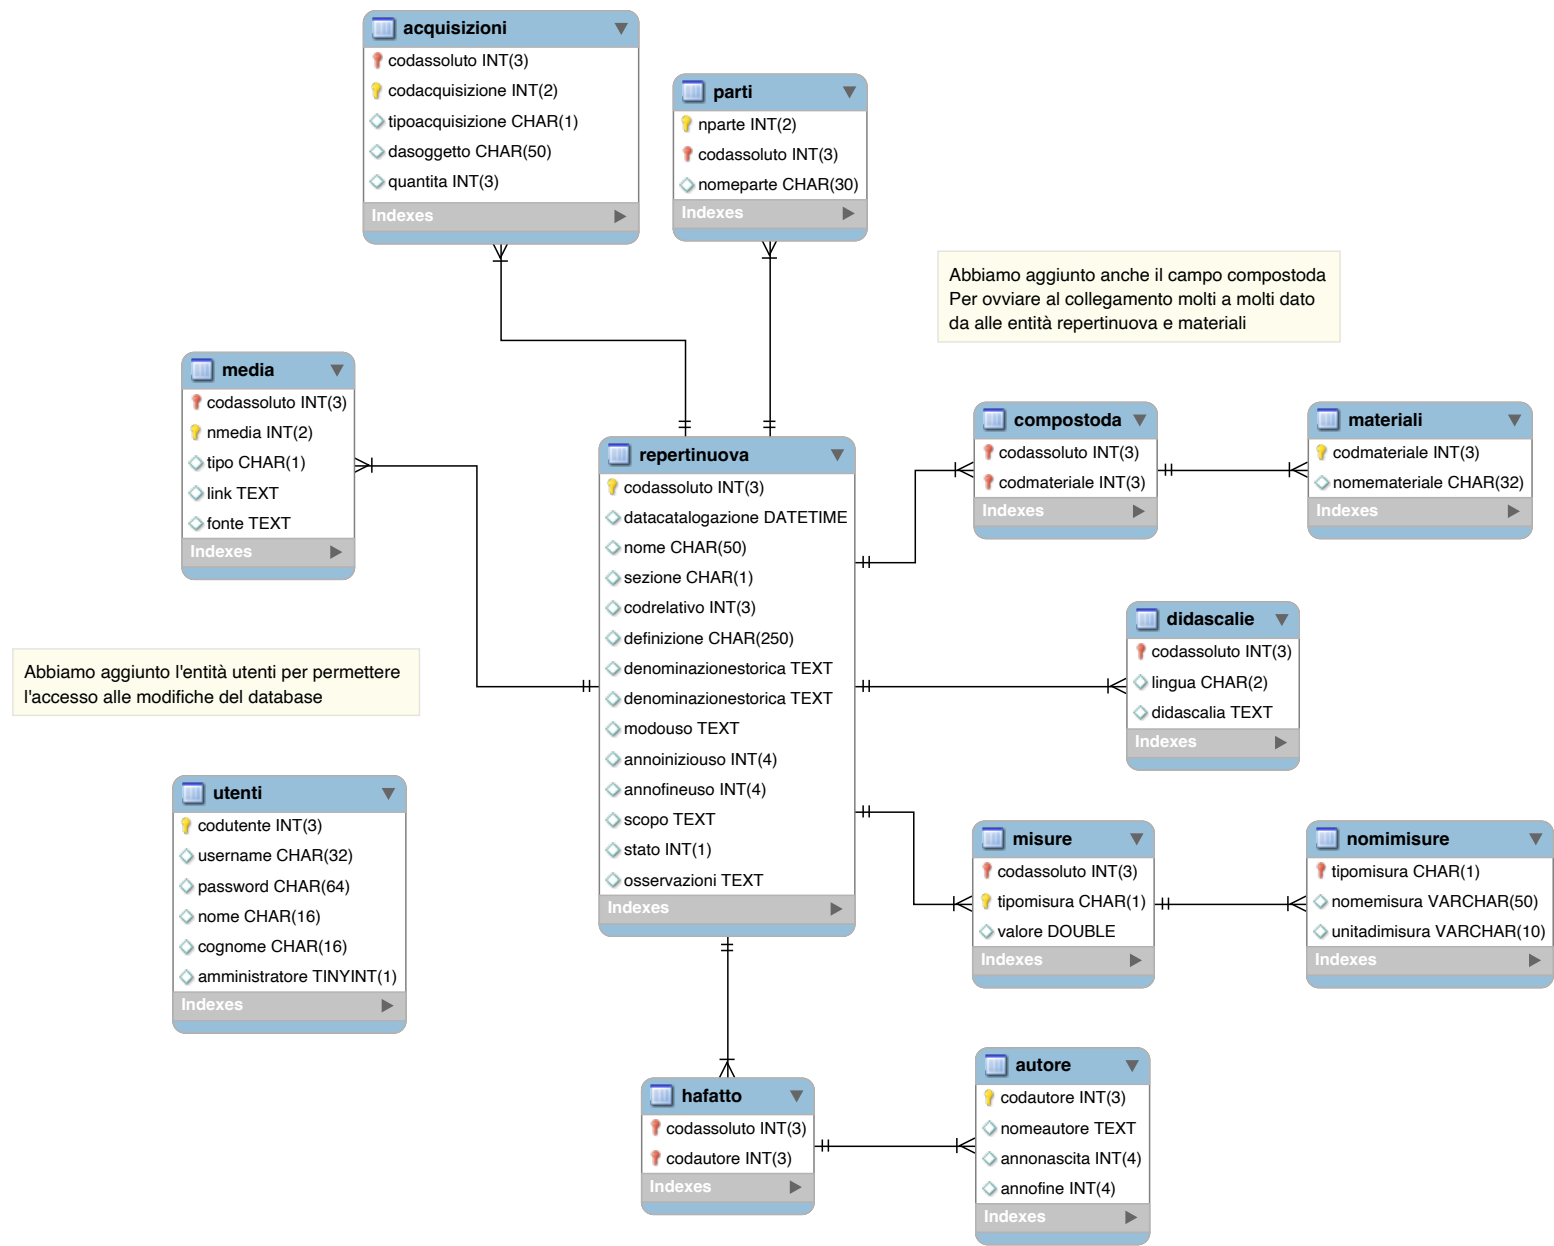 acquisizioni
codassoluto INT(3)
codacquisizione INT(2)
tipoacquisizione CHAR(1)
dasoggetto CHAR(50)
quantita INT(3)
Indexes
parti
nparte INT(2)
codassoluto INT(3)
nomeparte CHAR(30)
Indexes
Abbiamo aggiunto anche il campo compostoda
Per ovviare al collegamento molti a molti dato
da alle entità repertinuova e materiali
media
codassoluto INT(3)
nmedia INT(2)
tipo CHAR(1)
link TEXT
fonte TEXT
Indexes
repertinuova
codassoluto INT(3)
datacatalogazione DATETIME
nome CHAR(50)
sezione CHAR(1)
codrelativo INT(3)
definizione CHAR(250)
denominazionestorica TEXT
denominazionestorica TEXT
modouso TEXT
annoiniziouso INT(4)
annofineuso INT(4)
scopo TEXT
stato INT(1)
osservazioni TEXT
Indexes
compostoda
codassoluto INT(3)
codmateriale INT(3)
Indexes
materiali
codmateriale INT(3)
nomemateriale CHAR(32)
Indexes
didascalie
codassoluto INT(3)
lingua CHAR(2)
didascalia TEXT
Indexes
Abbiamo aggiunto l'entità utenti per permettere
l'accesso alle modifiche del database
utenti
codutente INT(3)
username CHAR(32)
password CHAR(64)
nome CHAR(16)
cognome CHAR(16)
amministratore TINYINT(1)
Indexes
misure
codassoluto INT(3)
tipomisura CHAR(1)
valore DOUBLE
Indexes
nomimisure
tipomisura CHAR(1)
nomemisura VARCHAR(50)
unitadimisura VARCHAR(10)
Indexes
hafatto
codassoluto INT(3)
codautore INT(3)
Indexes
autore
codautore INT(3)
nomeautore TEXT
annonascita INT(4)
annofine INT(4)
Indexes